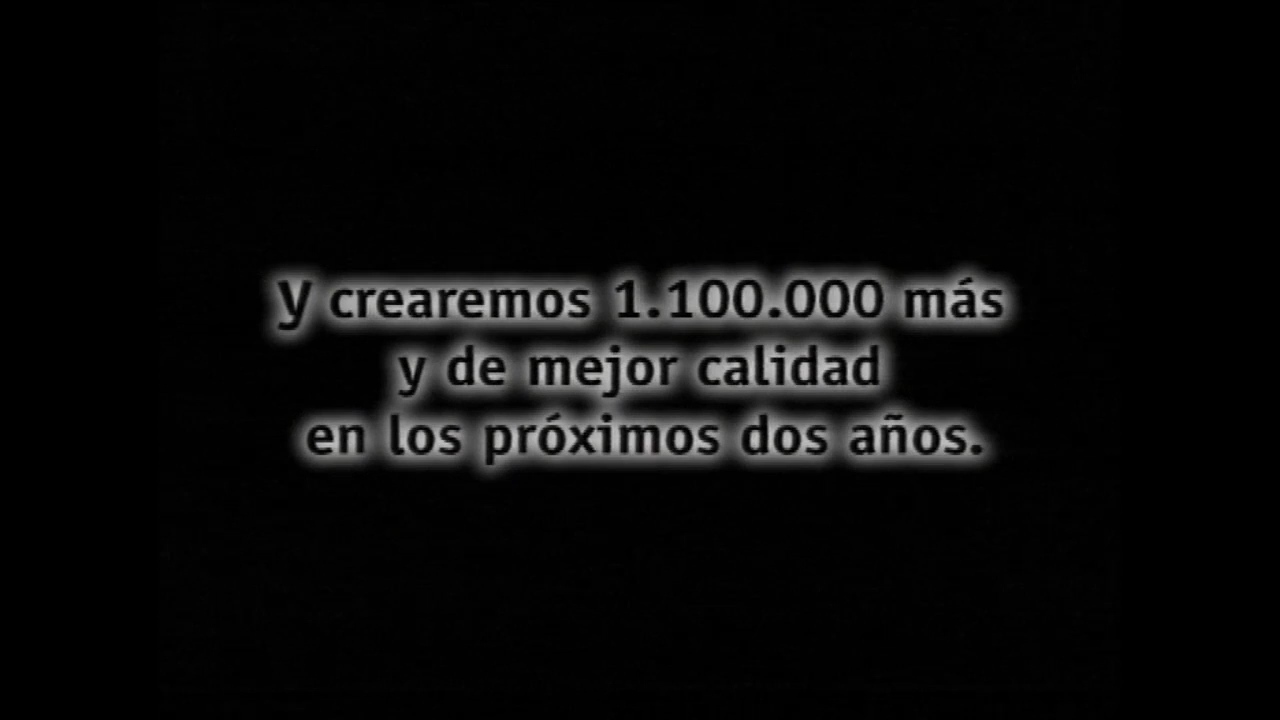 y crearemos 1.100.000 más
y de mejor calidad
en los próximos dos años.